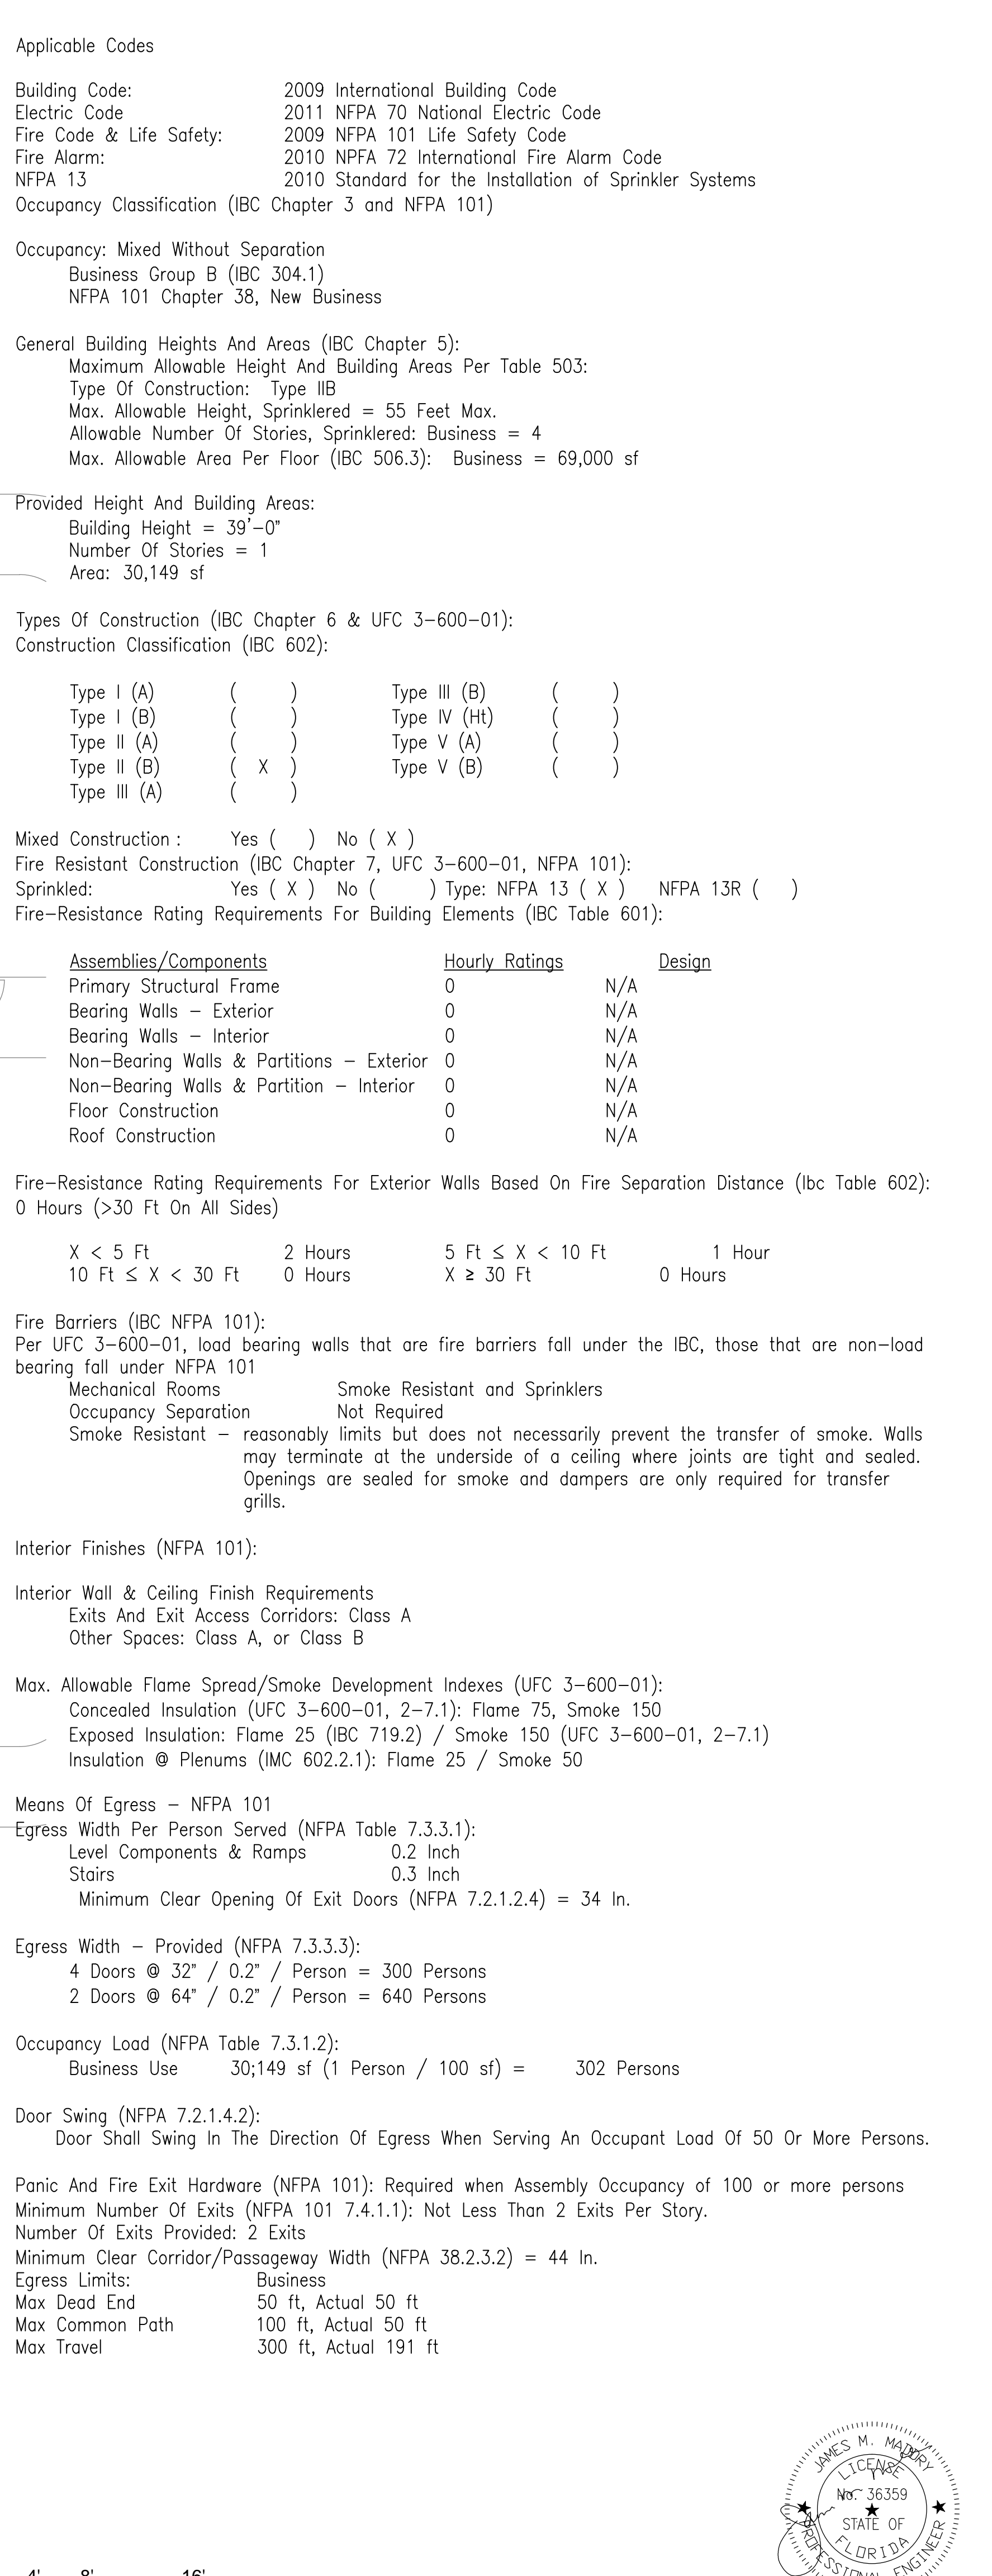 Applicable Codes
Building Code: 2009 International Building Code
Electric Code 2011 NFPA 70 National Electric Code
Fire Code & Life Safety: 2009 NFPA 101 Life Safety Code
Fire Alarm: 2010 NPFA 72 International Fire Alarm Code
NFPA 13 2010 Standard for the Installation of Sprinkler Systems
Occupancy Classification (IBC Chapter 3 and NFPA 101)
Occupancy: Mixed Without Separation
Business Group B (IBC 304.1)
NFPA 101 Chapter 38, New Business
General Building Heights And Areas (IBC Chapter 5):
Maximum Allowable Height And Building Areas Per Table 503:
Type Of Construction: Type IIB
Max. Allowable Height, Sprinklered = 55 Feet Max.
Allowable Number Of Stories, Sprinklered: Business = 4
Max. Allowable Area Per Floor (IBC 506.3): Business = 69,000 sf
Provided Height And Building Areas:
Building Height = 39'-0"
Number Of Stories = 1
Area: 30,149 sf
Types Of Construction (IBC Chapter 6 & UFC 3-600-01):
Construction Classification (IBC 602):
Type I (A) ( ) Type III (B) ( )
Type I (B) ( ) Type IV (Ht) ( )
Type II (A) ( ) Type V (A) ( )
Type II (B) ( X ) Type V (B) ( )
Type III (A) ( )
Mixed Construction : Yes ( ) No ( X )
Fire Resistant Construction (IBC Chapter 7, UFC 3-600-01, NFPA 101):
Sprinkled: Yes ( X ) No ( ) Type: NFPA 13 ( X ) NFPA 13R ( )
Fire-Resistance Rating Requirements For Building Elements (IBC Table 601):
Assemblies/Components Hourly Ratings Design
Primary Structural Frame 0 N/A
Bearing Walls - Exterior 0 N/A
Bearing Walls - Interior 0 N/A
Non-Bearing Walls & Partitions - Exterior 0 N/A
Non-Bearing Walls & Partition - Interior 0 N/A
Floor Construction 0 N/A
Roof Construction 0 N/A
Fire-Resistance Rating Requirements For Exterior Walls Based On Fire Separation Distance (Ibc Table 602):
0 Hours (>30 Ft On All Sides)
X < 5 Ft 2 Hours 5 Ft ≤ X < 10 Ft 1 Hour
10 Ft ≤ X < 30 Ft 0 Hours X ≥ 30 Ft 0 Hours
Fire Barriers (IBC NFPA 101):
Per UFC 3-600-01, load bearing walls that are fire barriers fall under the IBC, those that are non-load
bearing fall under NFPA 101
Mechanical Rooms Smoke Resistant and Sprinklers
Occupancy Separation Not Required
Smoke Resistant - reasonably limits but does not necessarily prevent the transfer of smoke. Walls
may terminate at the underside of a ceiling where joints are tight and sealed.
Openings are sealed for smoke and dampers are only required for transfer
grills.
Interior Finishes (NFPA 101):
Interior Wall & Ceiling Finish Requirements
Exits And Exit Access Corridors: Class A
Other Spaces: Class A, or Class B
Max. Allowable Flame Spread/Smoke Development Indexes (UFC 3-600-01):
Concealed Insulation (UFC 3-600-01, 2-7.1): Flame 75, Smoke 150
Exposed Insulation: Flame 25 (IBC 719.2) / Smoke 150 (UFC 3-600-01, 2-7.1)
Insulation @ Plenums (IMC 602.2.1): Flame 25 / Smoke 50
Means Of Egress - NFPA 101
Egress Width Per Person Served (NFPA Table 7.3.3.1):
Level Components & Ramps 0.2 Inch
Stairs 0.3 Inch
Minimum Clear Opening Of Exit Doors (NFPA 7.2.1.2.4) = 34 In.
Egress Width - Provided (NFPA 7.3.3.3):
4 Doors @ 32" / 0.2" / Person = 300 Persons
2 Doors @ 64" / 0.2" / Person = 640 Persons
Occupancy Load (NFPA Table 7.3.1.2):
Business Use 30;149 sf (1 Person / 100 sf) = 302 Persons
Door Swing (NFPA 7.2.1.4.2):
Door Shall Swing In The Direction Of Egress When Serving An Occupant Load Of 50 Or More Persons.
Panic And Fire Exit Hardware (NFPA 101): Required when Assembly Occupancy of 100 or more persons
Minimum Number Of Exits (NFPA 101 7.4.1.1): Not Less Than 2 Exits Per Story.
Number Of Exits Provided: 2 Exits
Minimum Clear Corridor/Passageway Width (NFPA 38.2.3.2) = 44 In.
Egress Limits: Business
Max Dead End 50 ft, Actual 50 ft
Max Common Path 100 ft, Actual 50 ft
Max Travel 300 ft, Actual 191 ft
JAMES M. MADORY
LICENSE
No. 36359
STATE OF
FLORIDA
PROFESSIONAL ENGINEER
4' 8' 16'